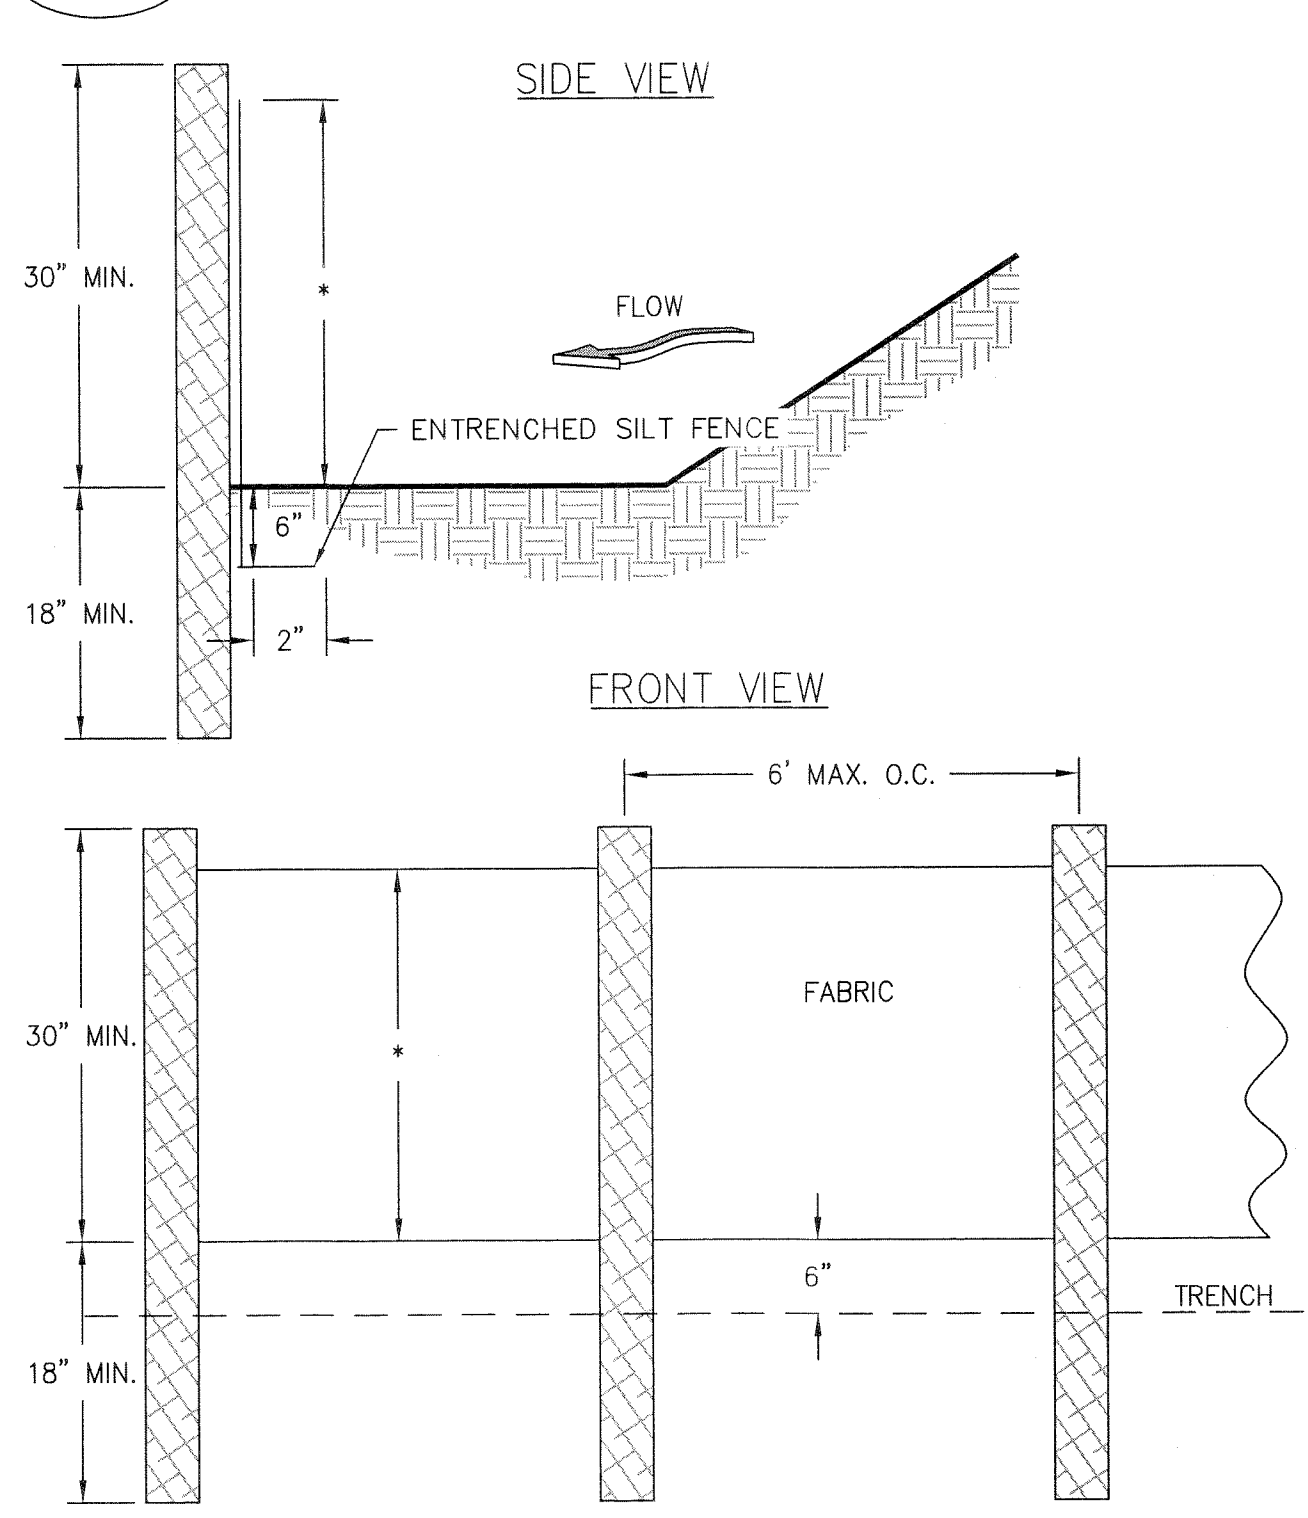 SIDE VIEW
30” MIN.
*
FLOW
ENTRENCHED SILT FENCE
6”
18” MIN.
2”
FRONT VIEW
6' MAX. O.C.
FABRIC
30” MIN.
*
6”
TRENCH
18” MIN.